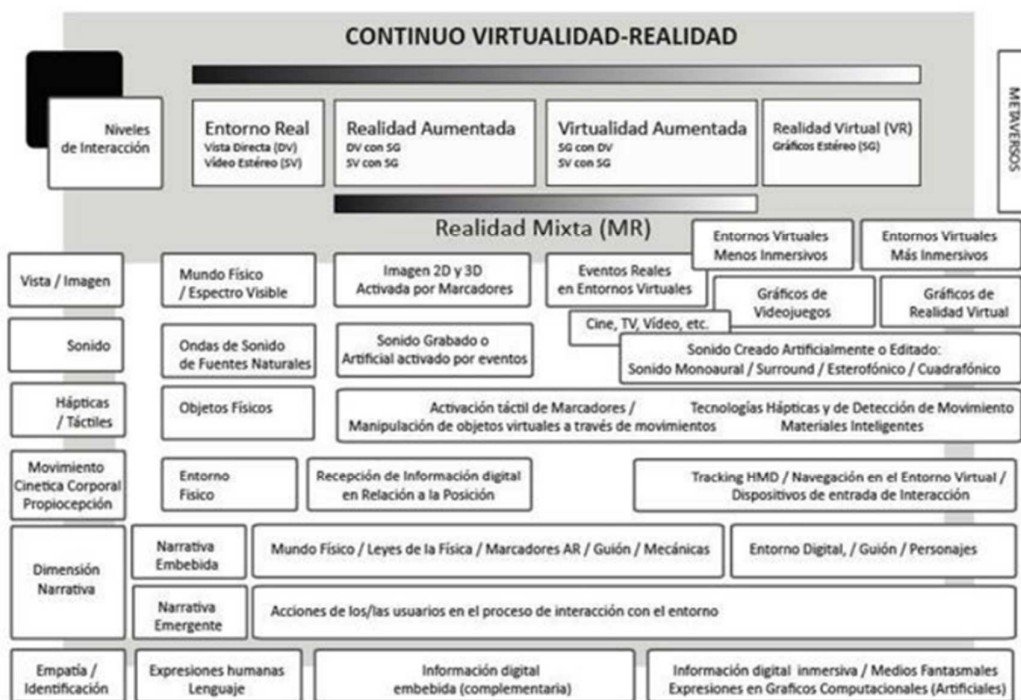 CONTINUO VIRTUALIDAD-REALIDAD
Niveles
de Interacción
Entorno Real
Vista Directa (DV)
Vídeo Estéreo (SV)
Realidad Aumentada
DV con SG
SV con SG
Virtualidad Aumentada
SG con DV
SV con SG
Realidad Virtual (VR)
Gráficos Estéreo (SG)
METAVERSOS
Realidad Mixta (MR)
Entornos Virtuales
Menos Inmersivos
Entornos Virtuales
Más Inmersivos
Vista / Imagen
Mundo Físico
/ Espectro Visible
Imagen 2D y 3D
Activada por Marcadores
Eventos Reales
en Entornos Virtuales
Gráficos de
Videojuegos
Gráficos de
Realidad Virtual
Cine, TV, Vídeo, etc.
Sonido
Ondas de Sonido
de Fuentes Naturales
Sonido Grabado o
Artificial activado por eventos
Sonido Creado Artificialmente o Editado:
Sonido Monoaural / Surround / Esterofónico / Cuadrafónico
Hápticas
/ Táctiles
Objetos Físicos
Activación táctil de Marcadores /
Manipulación de objetos virtuales a través de movimientos
Tecnologías Hápticas y de Detección de Movimiento
Materiales Inteligentes
Movimiento
Cinetica Corporal
Propiocepción
Entorno
Fisico
Recepción de Información digital
en Relación a la Posición
Tracking HMD / Navegación en el Entorno Virtual /
Dispositivos de entrada de Interacción
Dimensión
Narrativa
Narrativa
Embebida
Mundo Físico / Leyes de la Física / Marcadores AR / Guión / Mecánicas
Entorno Digital, / Guión / Personajes
Narrativa
Emergente
Acciones de los/las usuarios en el proceso de interacción con el entorno
Empatía /
Identificación
Expresiones humanas
Lenguaje
Información digital
embebida (complementaria)
Información digital inmersiva / Medios Fantasmales
Expresiones en Graficos Computacionales (Artificiales)